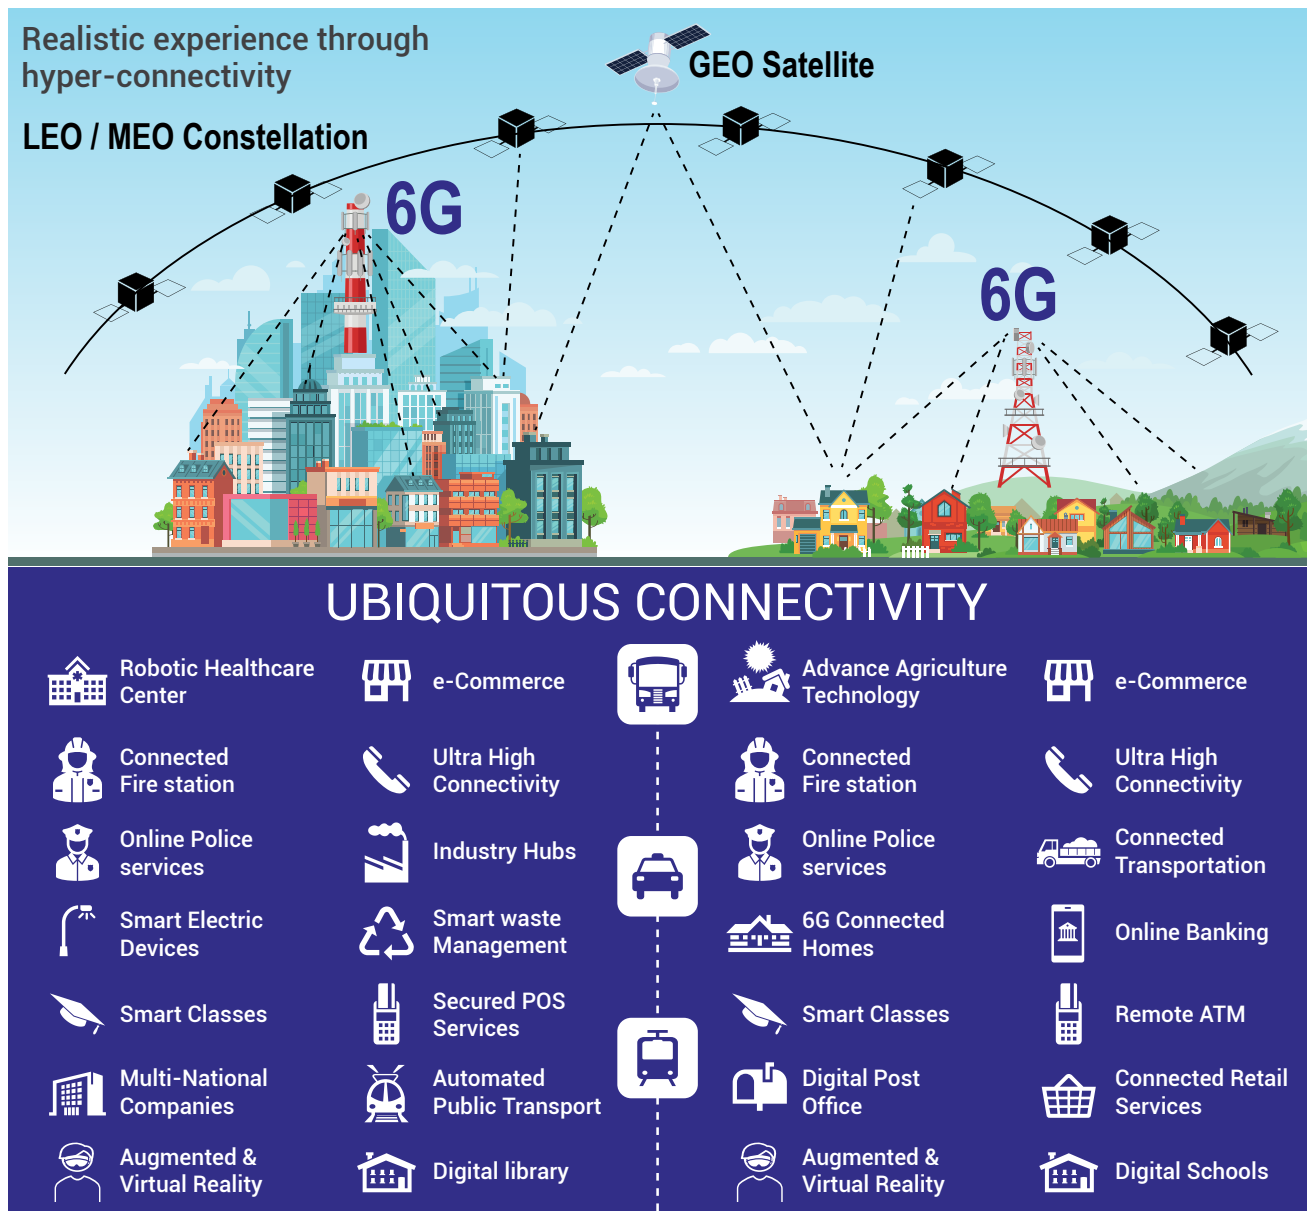 Realistic experience through
hyper-connectivity
GEO Satellite
LEO / MEO Constellation
6G
6G
UBIQUITOUS CONNECTIVITY
Robotic Healthcare
Center
e-Commerce
Advance Agriculture
Technology
e-Commerce
Connected
Fire station
Ultra High
Connectivity
Connected
Fire station
Ultra High
Connectivity
Online Police
services
Industry Hubs
Online Police
services
Connected
Transportation
Smart Electric
Devices
Smart waste
Management
6G Connected
Homes
Online Banking
Smart Classes
Secured POS
Services
Smart Classes
Remote ATM
Multi-National
Companies
Automated
Public Transport
Digital Post
Office
Connected Retail
Services
Augmented &
Virtual Reality
Digital library
Augmented &
Virtual Reality
Digital Schools